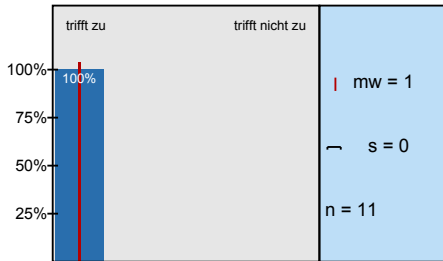 trifft zu trifft nicht zu
100%
100%
mw = 1
75%
s = 0
50%
n = 11
25%